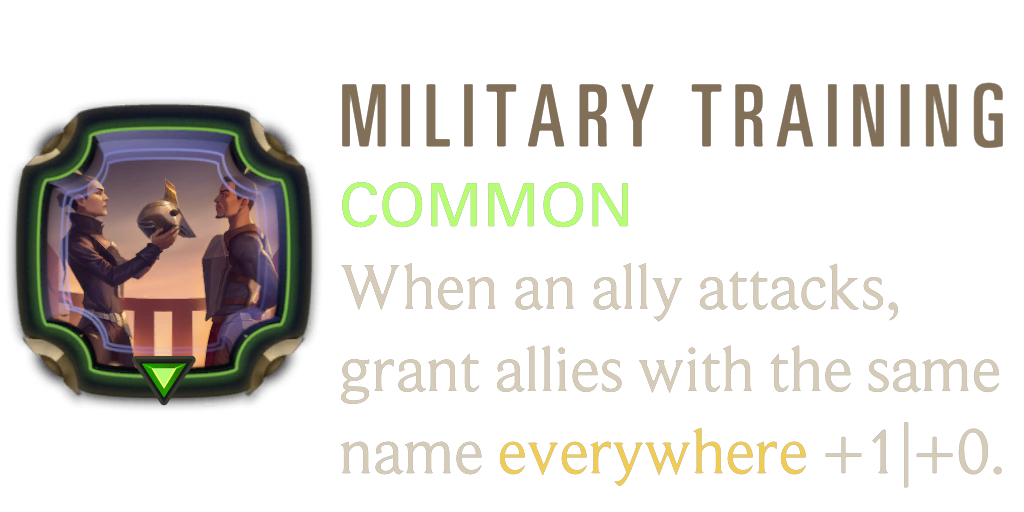 MILITARY TRAINING
COMMON
When an ally attacks,
grant allies with the same
name everywhere +1|+0.